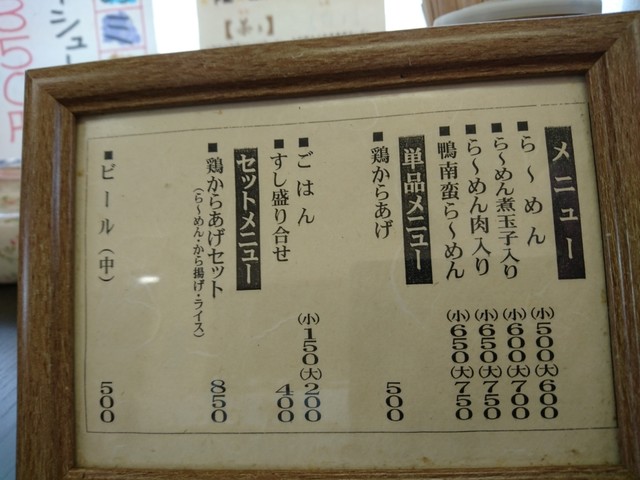 メニュー
■ら～めん (小)500(大)600
■ら～めん煮玉子入り (小)600(大)700
■ら～めん肉入り (小)650(大)750
■鴨南蛮ら～めん (小)650(大)750
単品メニュー
■鶏からあげ 500
■ごはん (小)150(大)200
■すし盛り合せ 400
セットメニュー
■鶏からあげセット 850
(ら～めん・から揚げ・ライス)
■ビール(中) 500